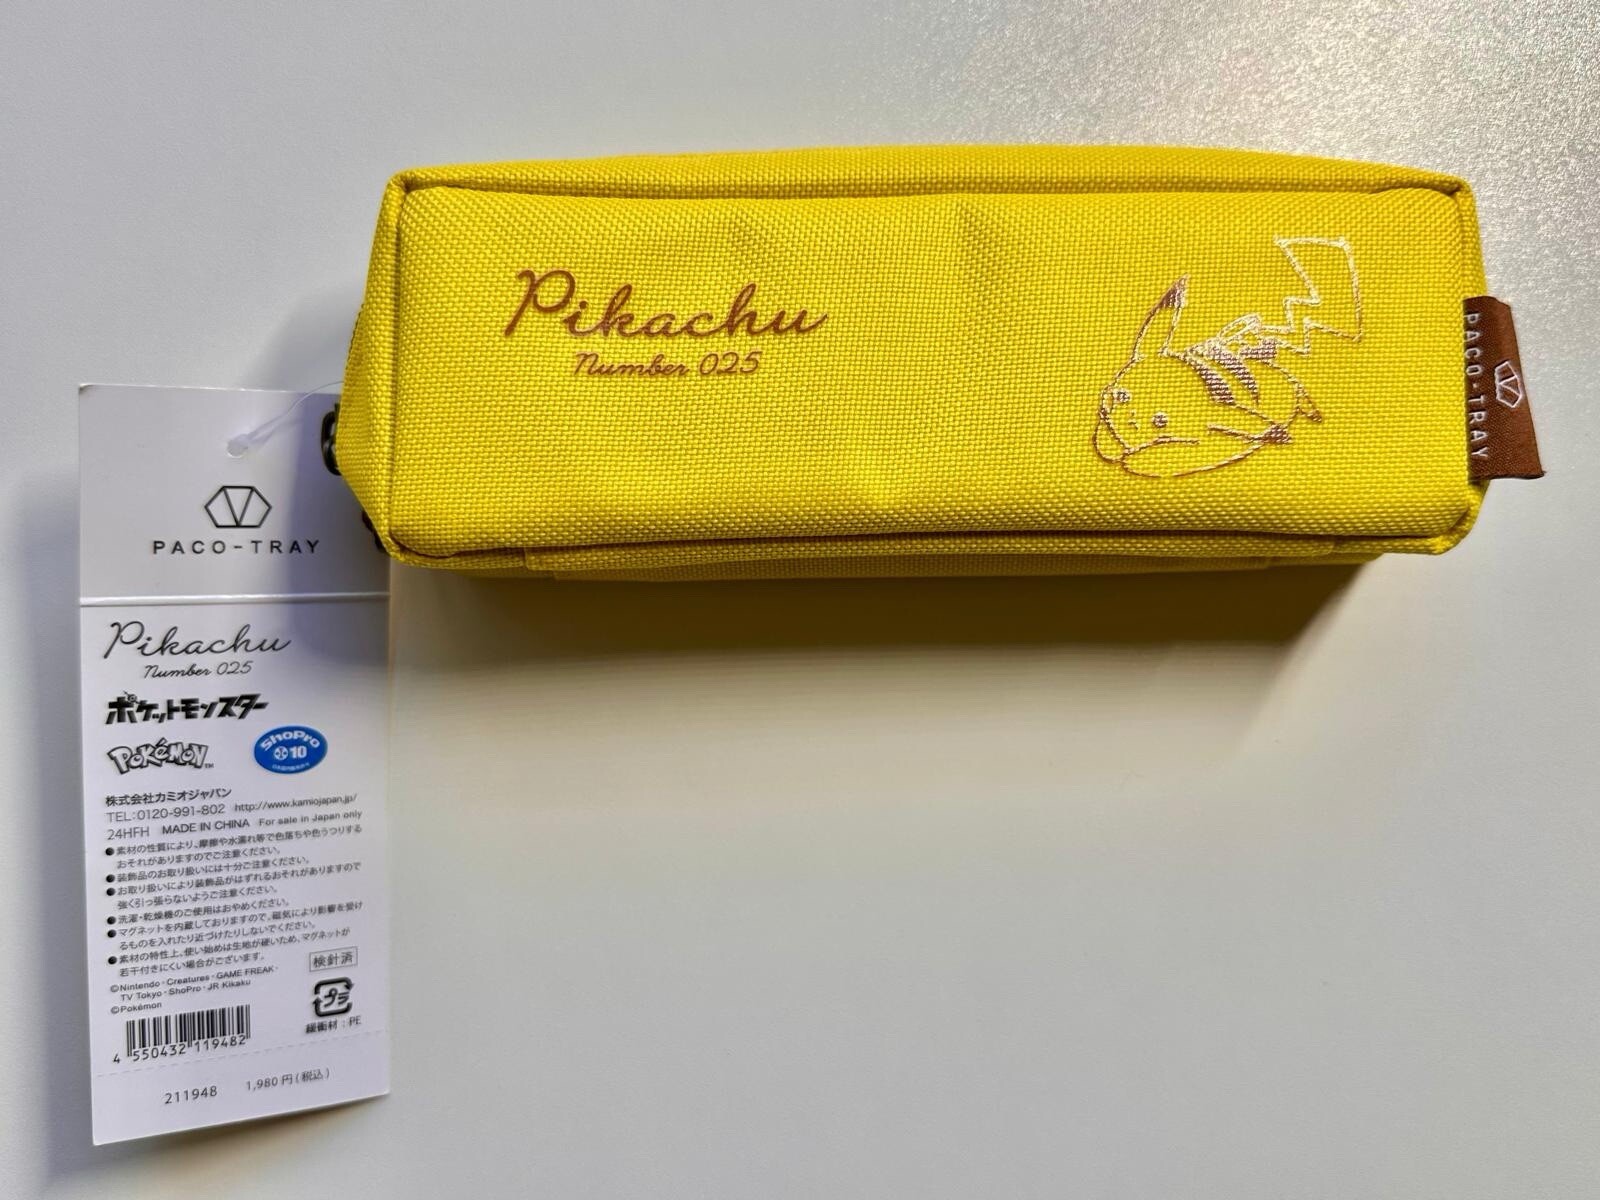 Pikachu
Number 025
PACO-TRAY
PACO-TRAY
Pikachu
Number 025
ポケットモンスター
POKÉMON™
ShoPro
10
株式会社カミオジャパン
TEL:0120-991-802 http://www.kamiojapan.jp/
24HFH MADE IN CHINA For sale in Japan only
●素材の性質により、摩擦や水濡れ等で色落ちや色うつりする
おそれがありますのでご注意ください。
●装飾品のお取り扱いには十分ご注意ください。
●お取り扱いにより装飾品がはずれるおそれがありますので
強く引っ張らないようご注意ください。
●洗濯・乾燥機のご使用はおやめください。
●マグネットを内蔵しておりますので、磁気により影響を受け
るものを入れたり近づけたりしないでください。
●素材の特性上、使い始めは生地が硬いため、マグネットが
若干付きにくい場合がございます。
検針済
©Nintendo・Creatures・GAME FREAK・
TV Tokyo・ShoPro・JR Kikaku
©Pokémon
プラ
緩衝材：PE
4 550432 119482
211948 1,980円(税込)